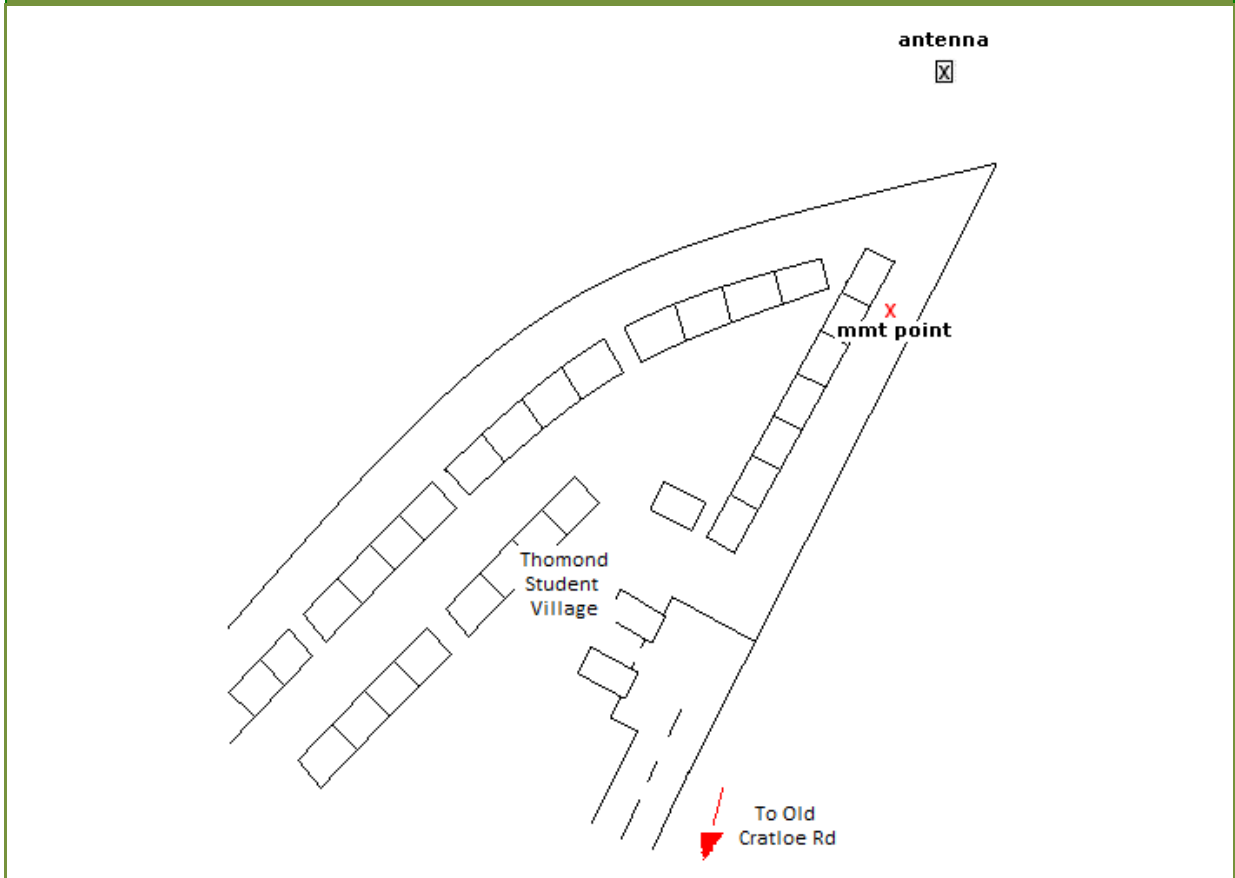 antenna
X
X
mmt point
Thomond
Student
Village
To Old
Cratloe Rd